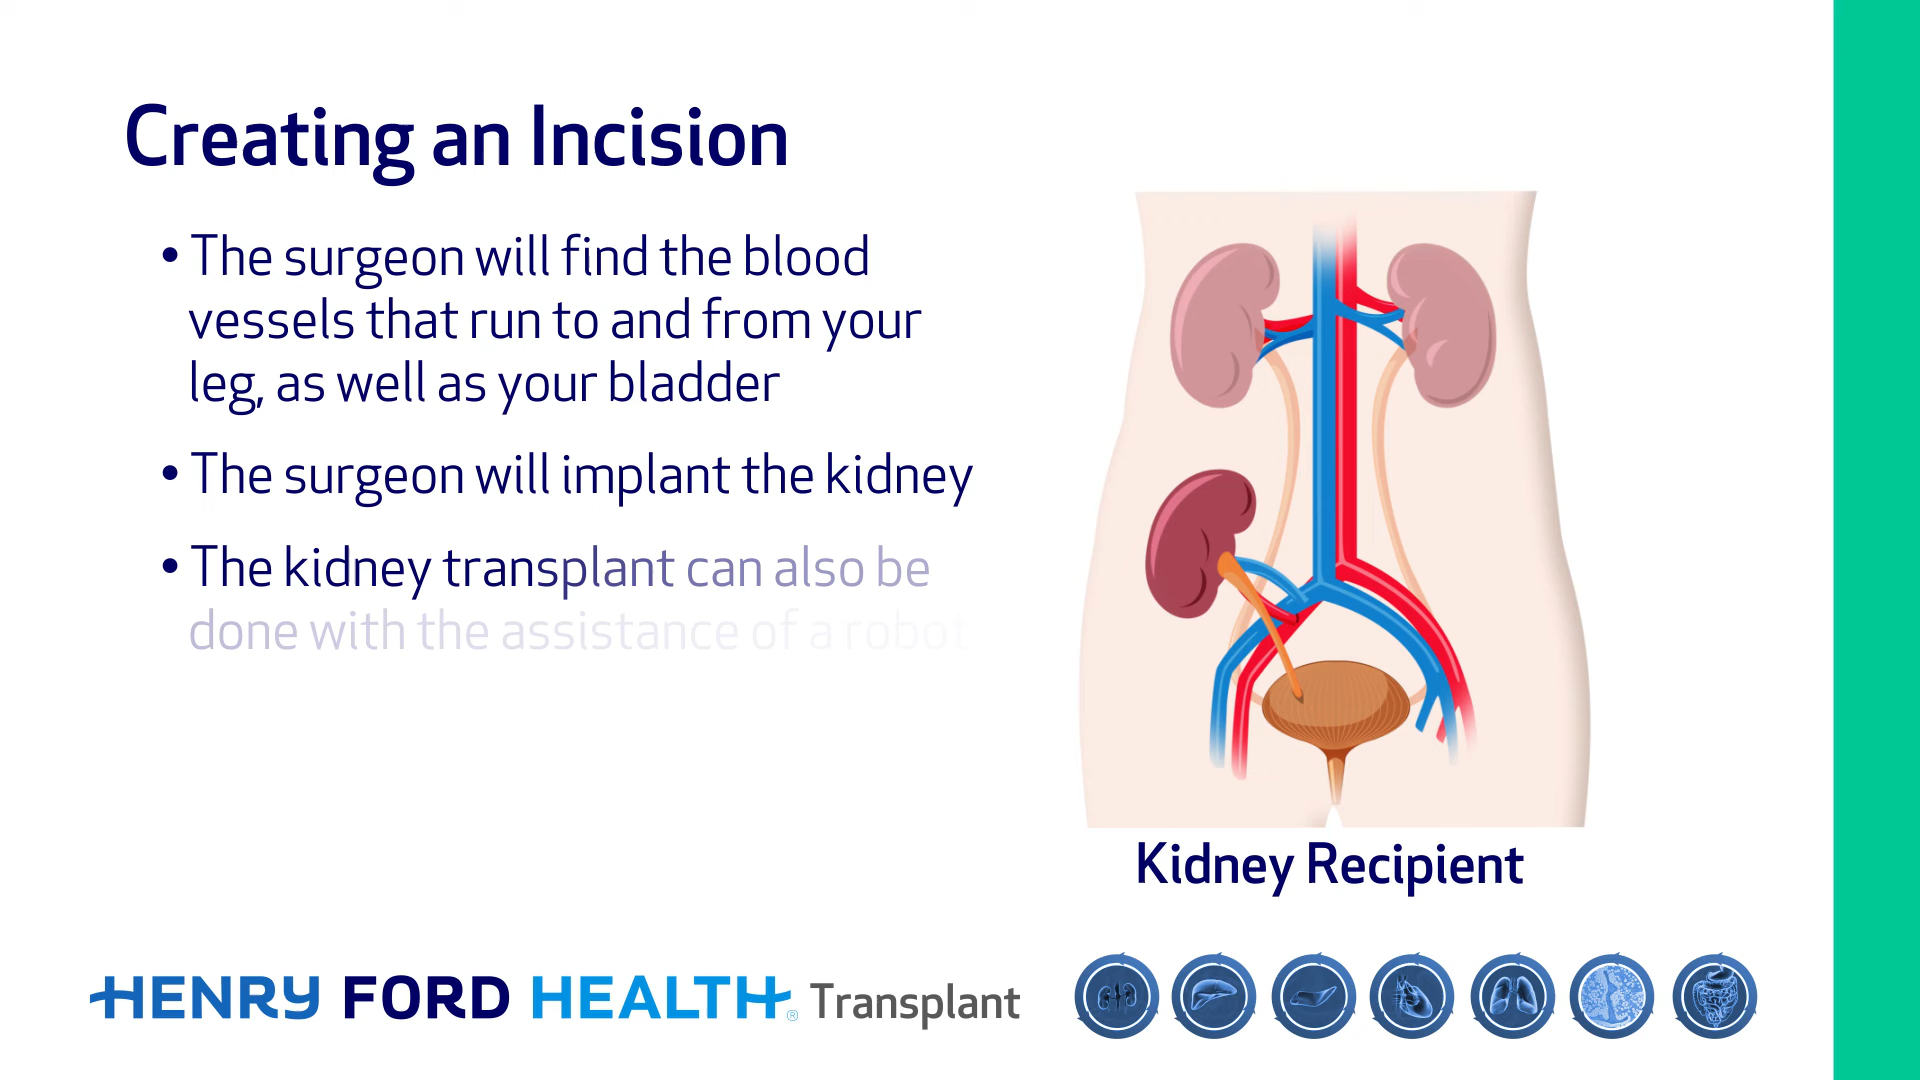 Creating an Incision
• The surgeon will find the blood
vessels that run to and from your
leg, as well as your bladder
• The surgeon will implant the kidney
• The kidney transplant can also be
done with the assistance of a robot
Kidney Recipient
HENRY FORD HEALTH® Transplant